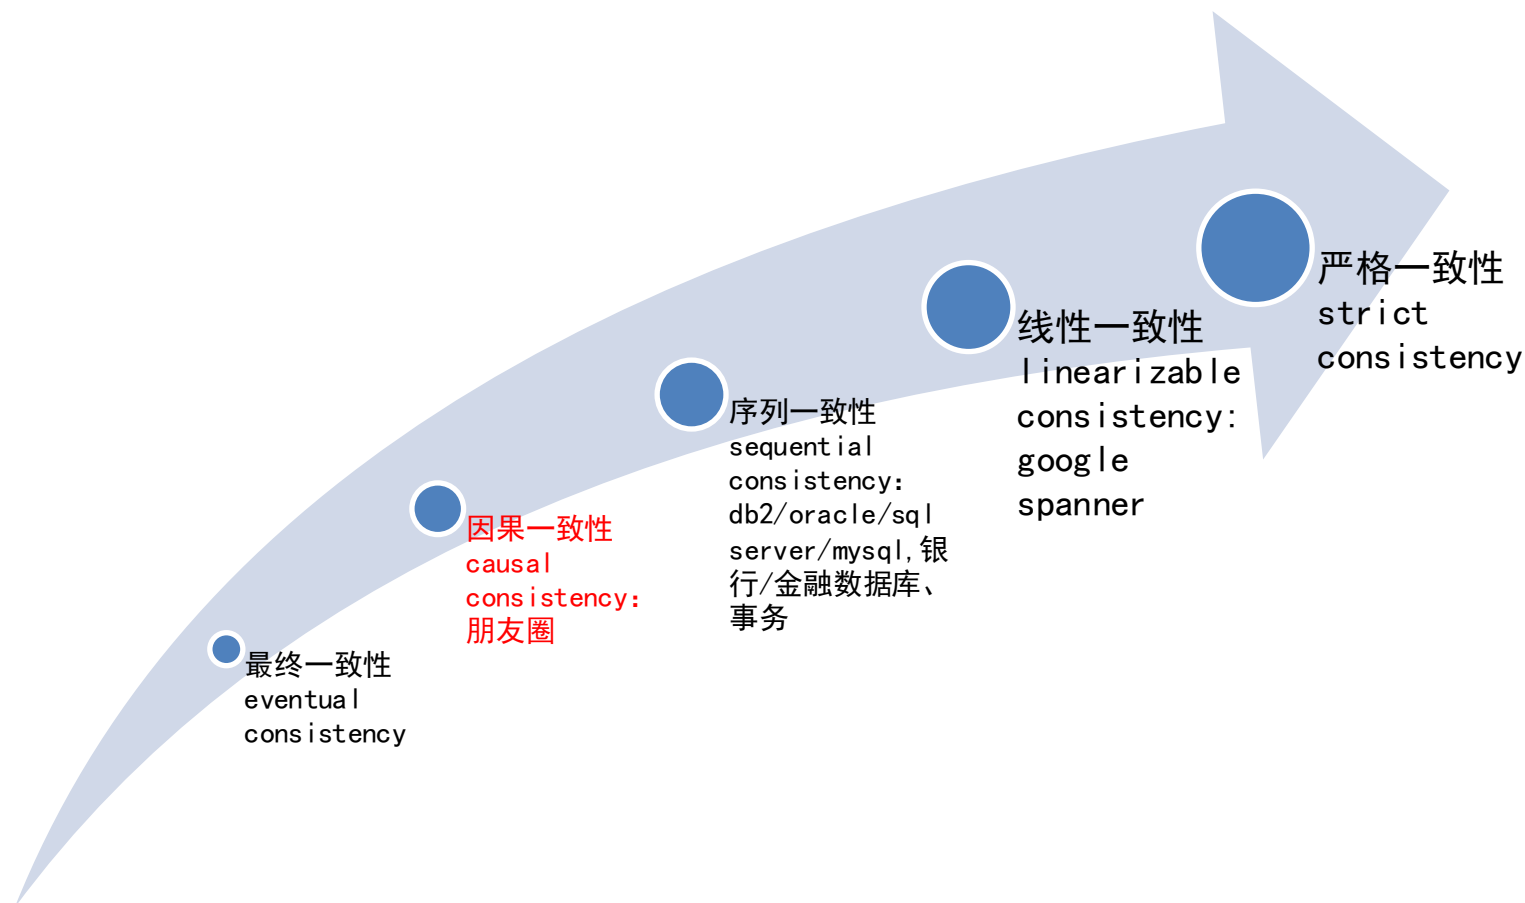 最终一致性
eventual
consistency
因果一致性
causal
consistency:
朋友圈
序列一致性
sequential
consistency:
db2/oracle/sql
server/mysql,银
行/金融数据库、
事务
线性一致性
linearizable
consistency:
google
spanner
严格一致性
strict
consistency